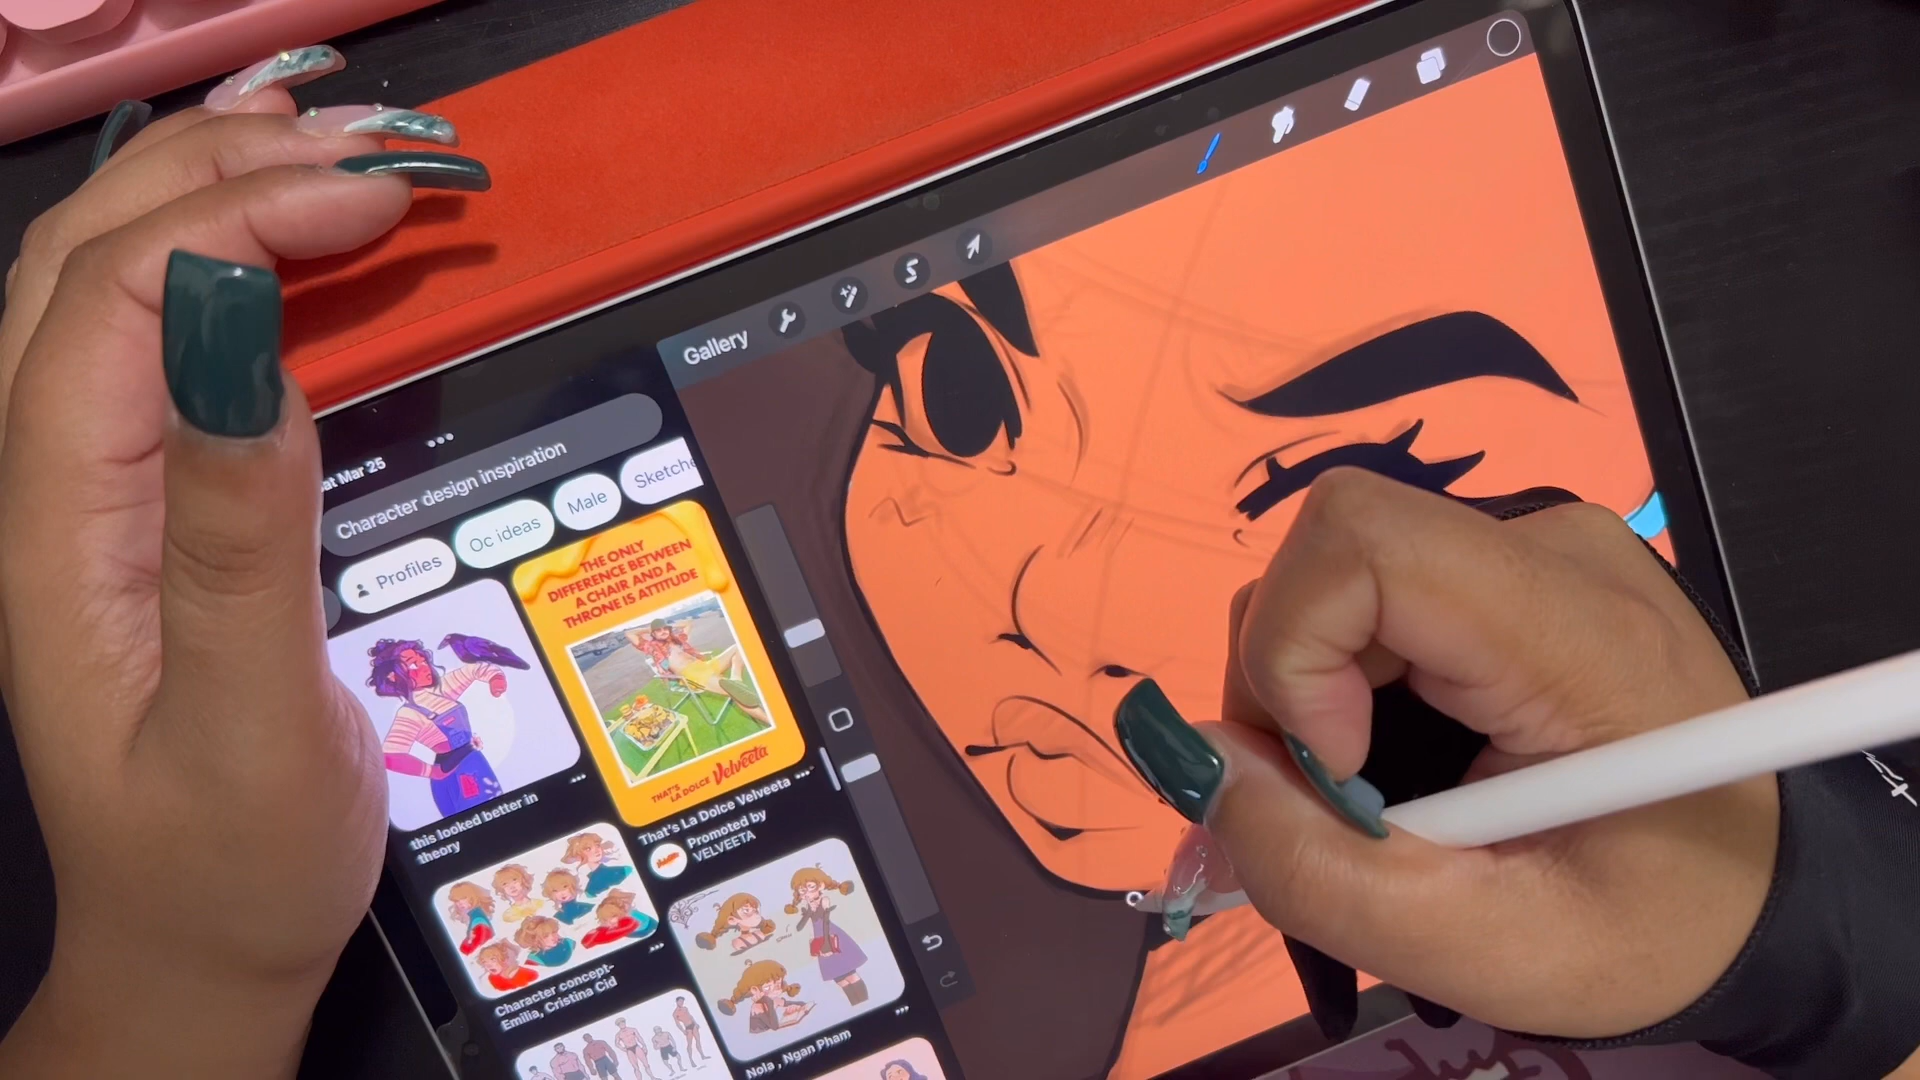 Gallery
Sat Mar 25
Character design inspiration
Profiles
Oc ideas
Male
THE ONLY
DIFFERENCE BETWEEN
A CHAIR AND A
THRONE IS ATTITUDE
THAT'S
LA DOLCE Velveeta
this looked better in
theory
That's La Dolce Velveeta
Promoted by
VELVEETA
Character concept-
Emilia, Cristina Cid
Nola , Ngan Pham